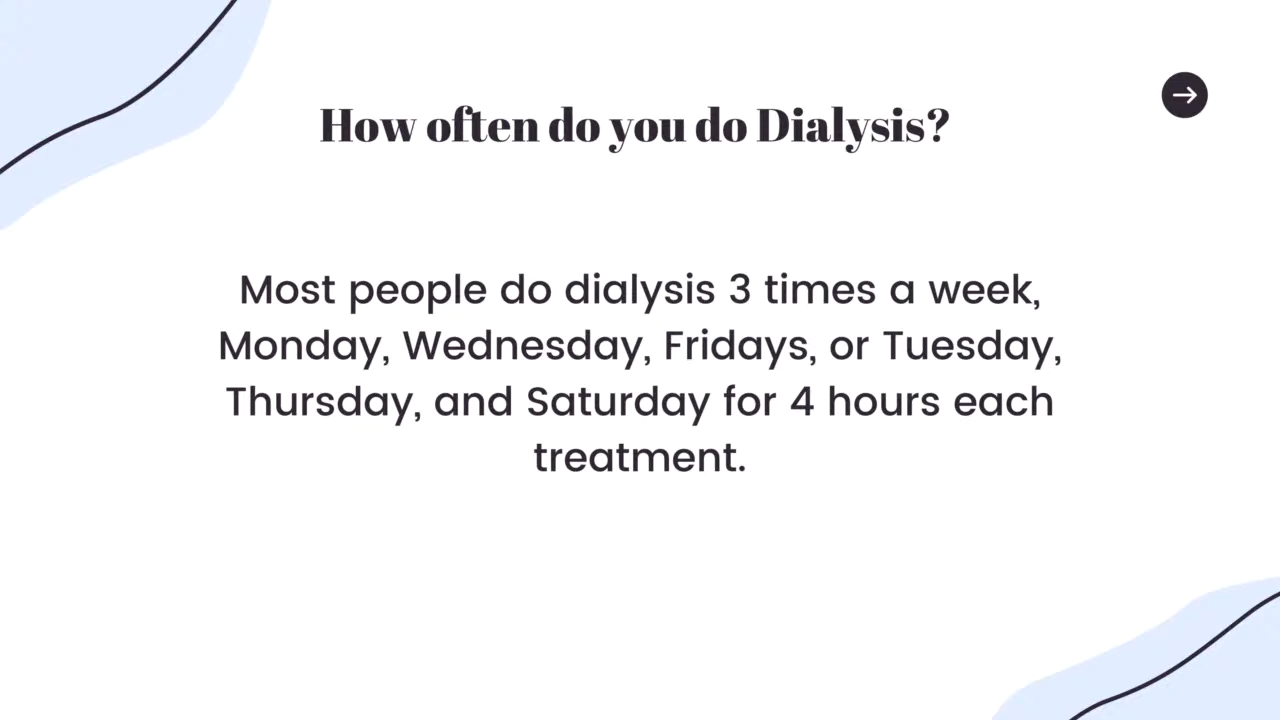 How often do you do Dialysis?
Most people do dialysis 3 times a week,
Monday, Wednesday, Fridays, or Tuesday,
Thursday, and Saturday for 4 hours each
treatment.